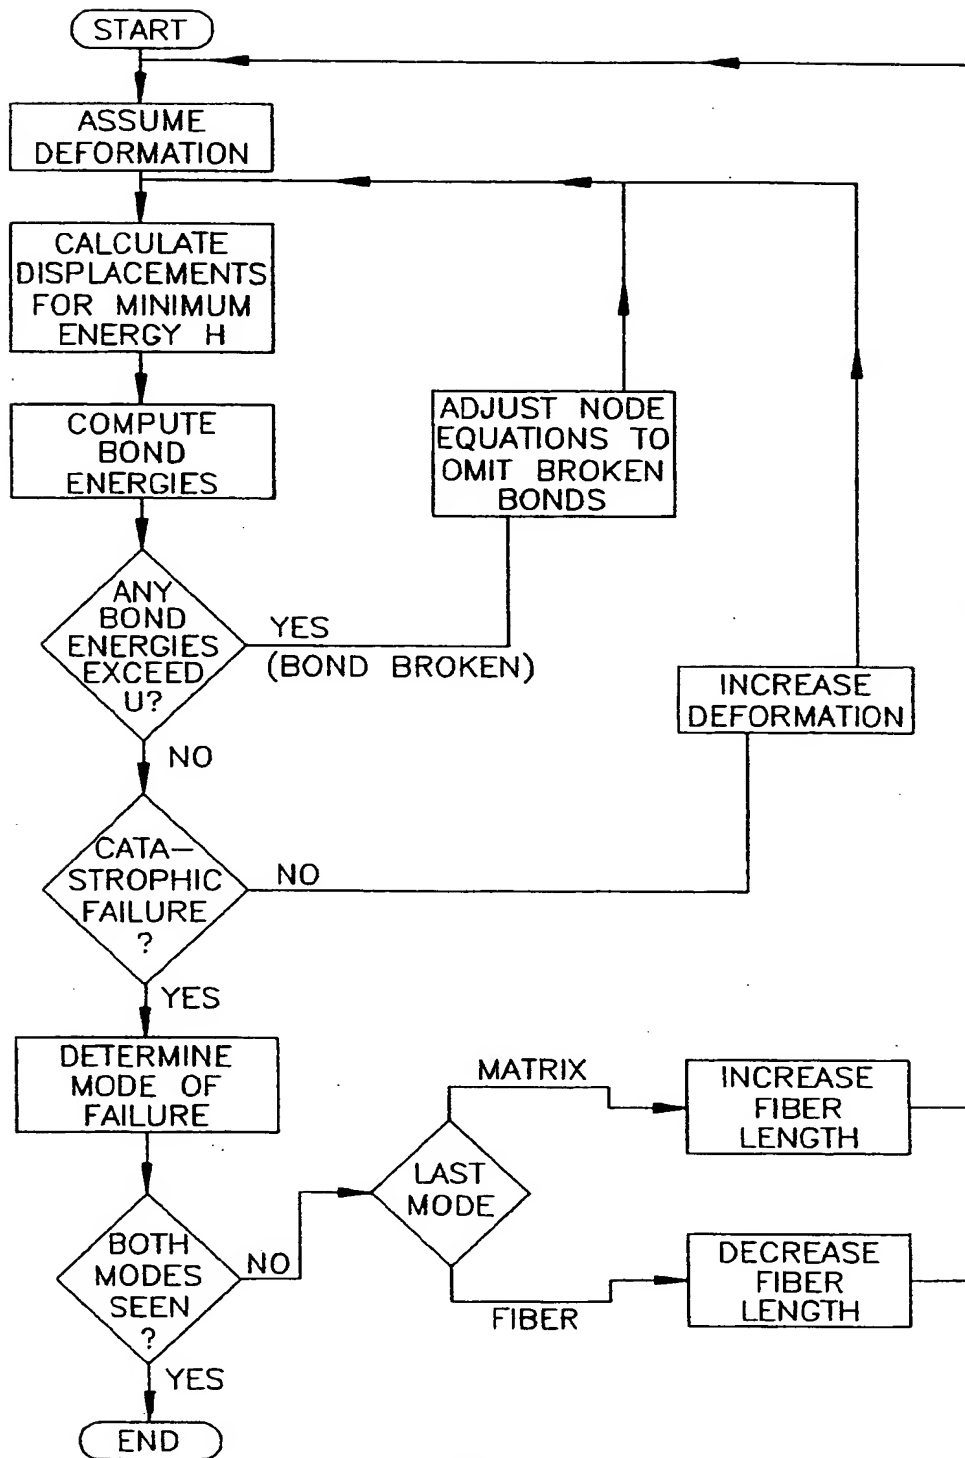 START
ASSUME
DEFORMATION
CALCULATE
DISPLACEMENTS
FOR MINIMUM
ENERGY H
COMPUTE
BOND
ENERGIES
ADJUST NODE
EQUATIONS TO
OMIT BROKEN
BONDS
ANY
BOND
ENERGIES
EXCEED
U?
YES
(BOND BROKEN)
INCREASE
DEFORMATION
NO
CATA—
STROPHIC
FAILURE
?
NO
YES
DETERMINE
MODE OF
FAILURE
MATRIX
INCREASE
FIBER
LENGTH
LAST
MODE
BOTH
MODES
SEEN
?
NO
DECREASE
FIBER
LENGTH
FIBER
YES
END